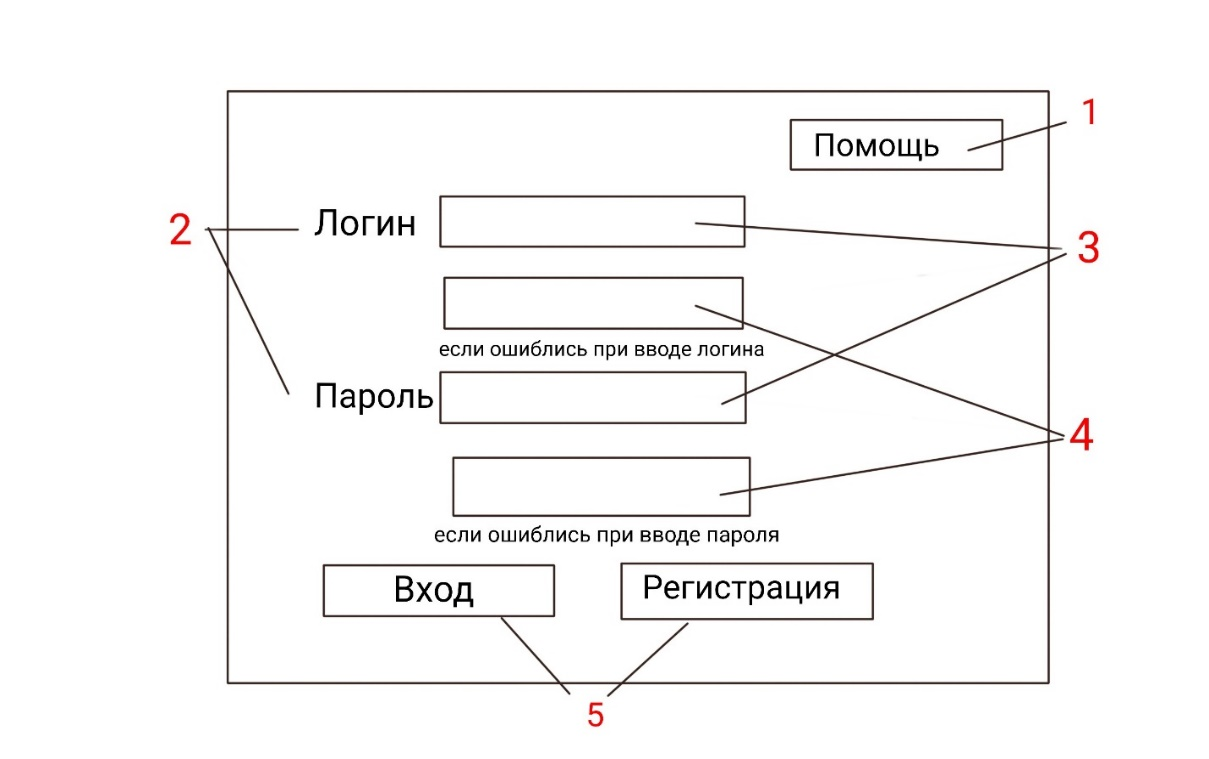 1
Помощь
2
Логин
3
если ошиблись при вводе логина
Пароль
4
если ошиблись при вводе пароля
Вход
Регистрация
5